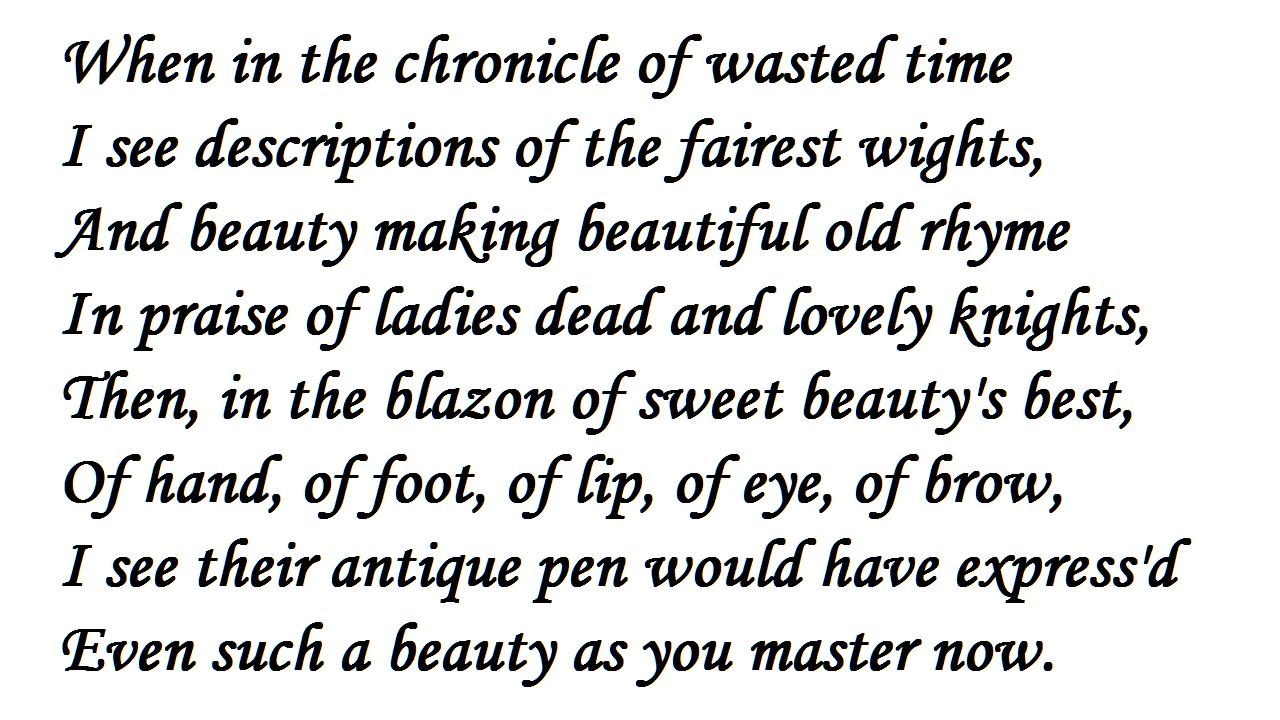 When in the chronicle of wasted time
I see descriptions of the fairest wights,
And beauty making beautiful old rhyme
In praise of ladies dead and lovely knights,
Then, in the blazon of sweet beauty's best,
Of hand, of foot, of lip, of eye, of brow,
I see their antique pen would have express'd
Even such a beauty as you master now.